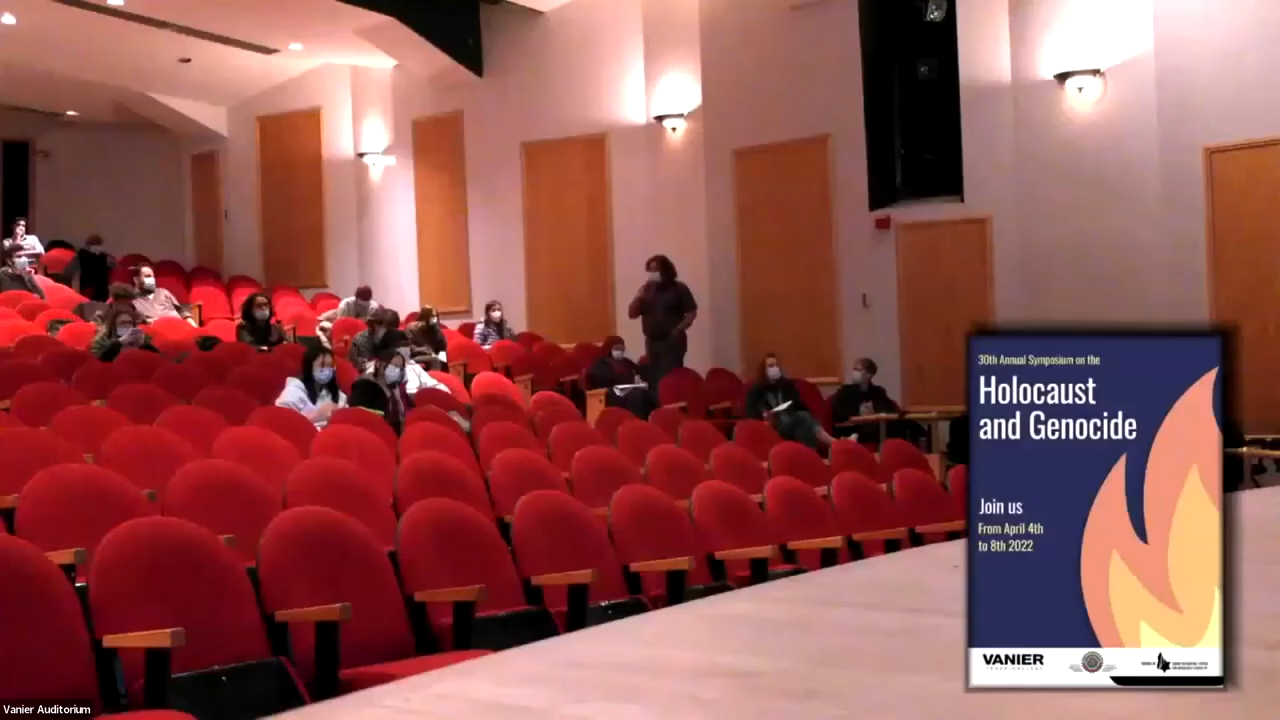 30th Annual Symposium on the
Holocaust
and Genocide
Join us
From April 4th
to 8th 2022
VANIER
Vanier Auditorium